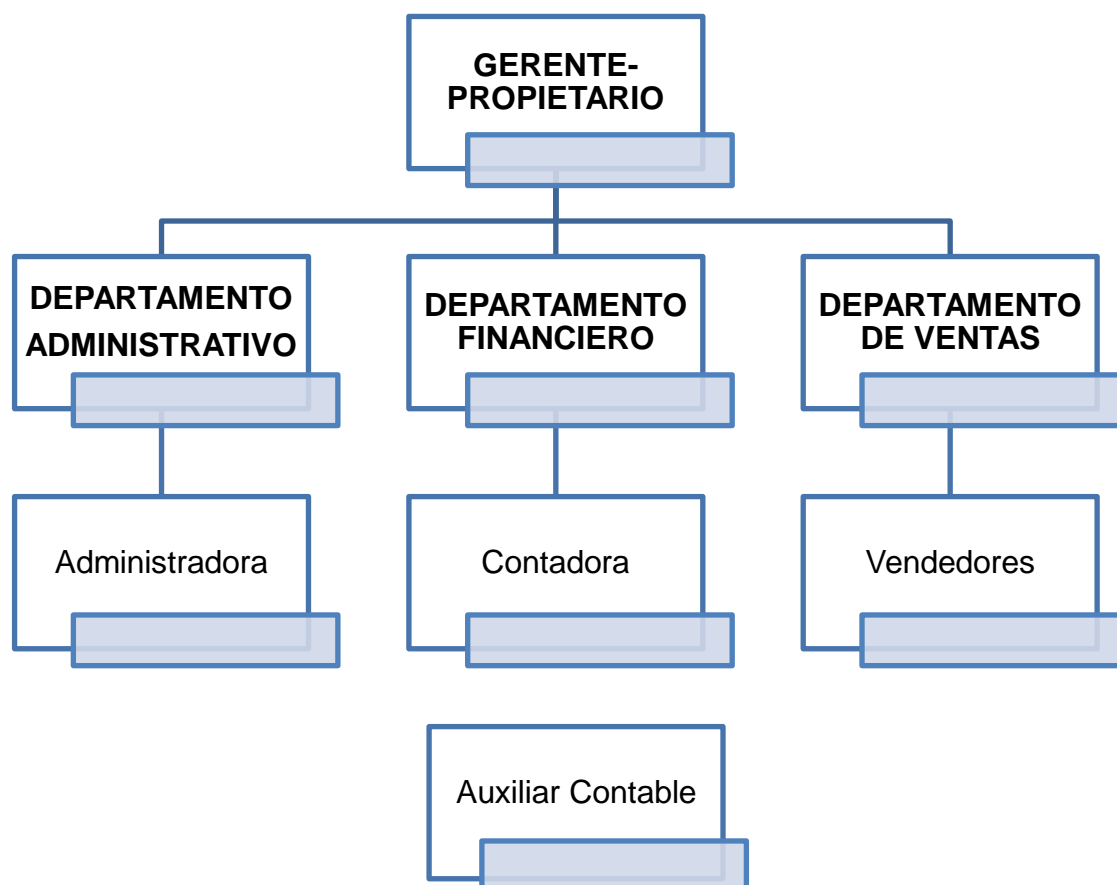 GERENTE-
PROPIETARIO
DEPARTAMENTO
ADMINISTRATIVO
DEPARTAMENTO
FINANCIERO
DEPARTAMENTO
DE VENTAS
Administradora
Contadora
Vendedores
Auxiliar Contable